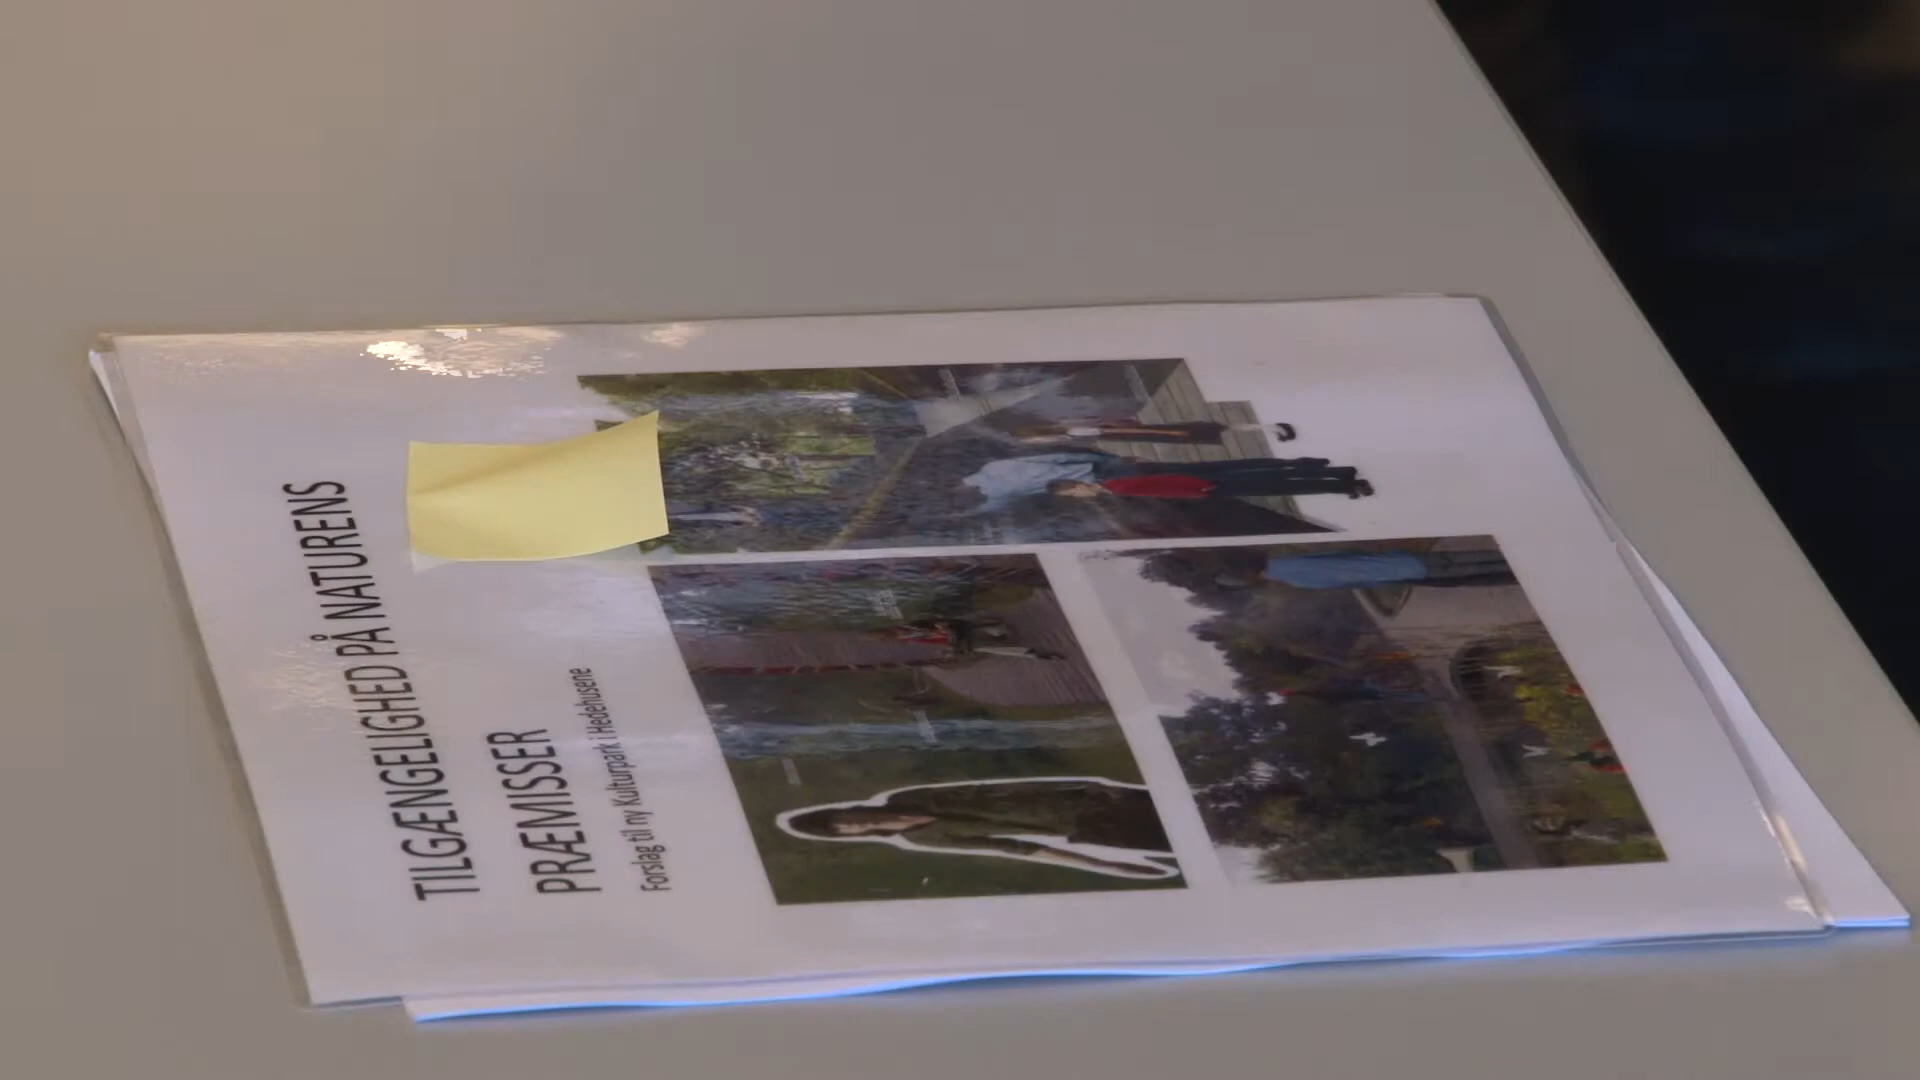 TILGÆNGELIGHED PÅ NATURENS
PRÆMISSER
Forslag til ny Kulturpark i Hedehusene